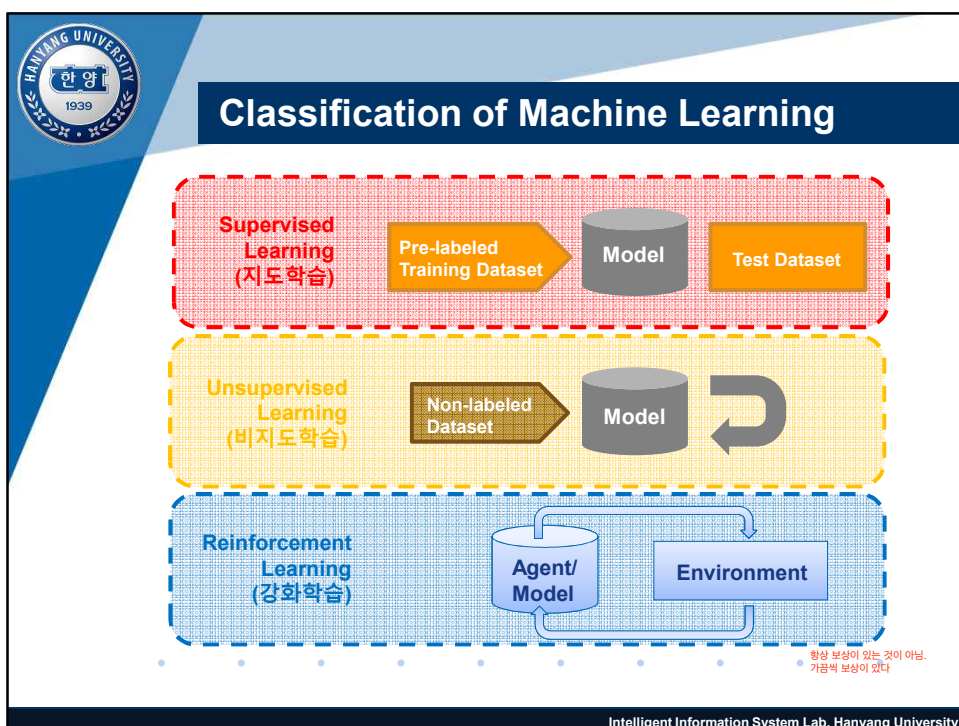 HANYANG UNIVERSITY
한양
1939
Classification of Machine Learning
Supervised
Learning
(지도학습)
Pre-labeled
Training Dataset
Model
Test Dataset
Unsupervised
Learning
(비지도학습)
Non-labeled
Dataset
Model
Reinforcement
Learning
(강화학습)
Agent/
Model
Environment
항상 보상이 있는 것이 아님.
가끔씩 보상이 있다
Intelligent Information System Lab. Hanyang University